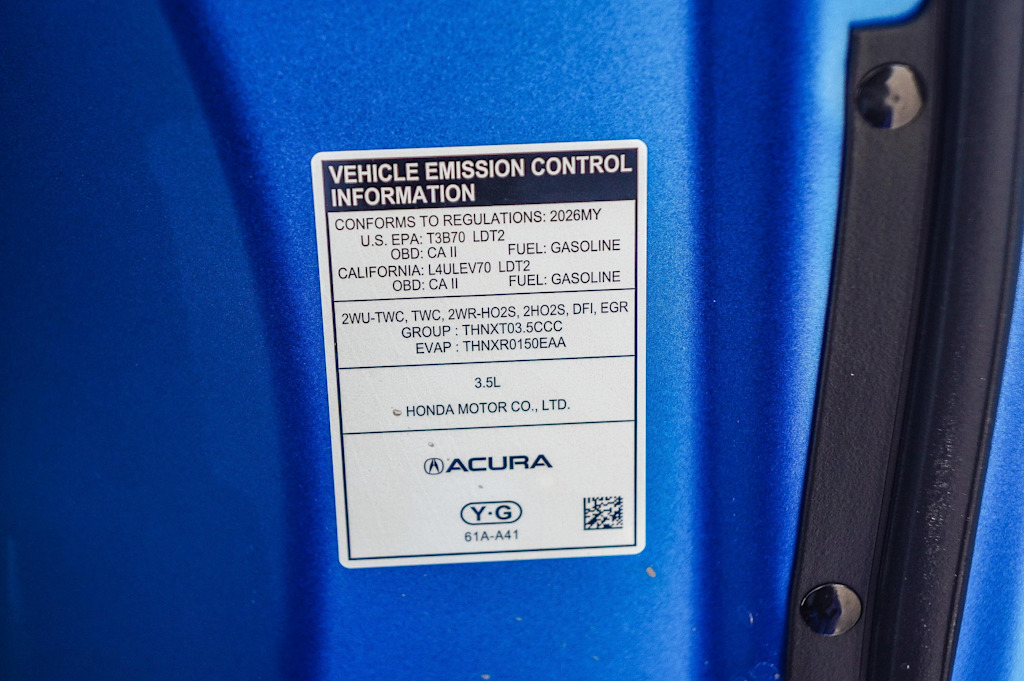 VEHICLE EMISSION CONTROL
INFORMATION
CONFORMS TO REGULATIONS: 2026MY
U.S. EPA: T3B70 LDT2
OBD: CA II FUEL: GASOLINE
CALIFORNIA: L4ULEV70 LDT2
OBD: CA II FUEL: GASOLINE
2WU-TWC, TWC, 2WR-HO2S, 2HO2S, DFI, EGR
GROUP : THNXT03.5CCC
EVAP : THNXR0150EAA
3.5L
HONDA MOTOR CO., LTD.
ACURA
Y·G
61A-A41